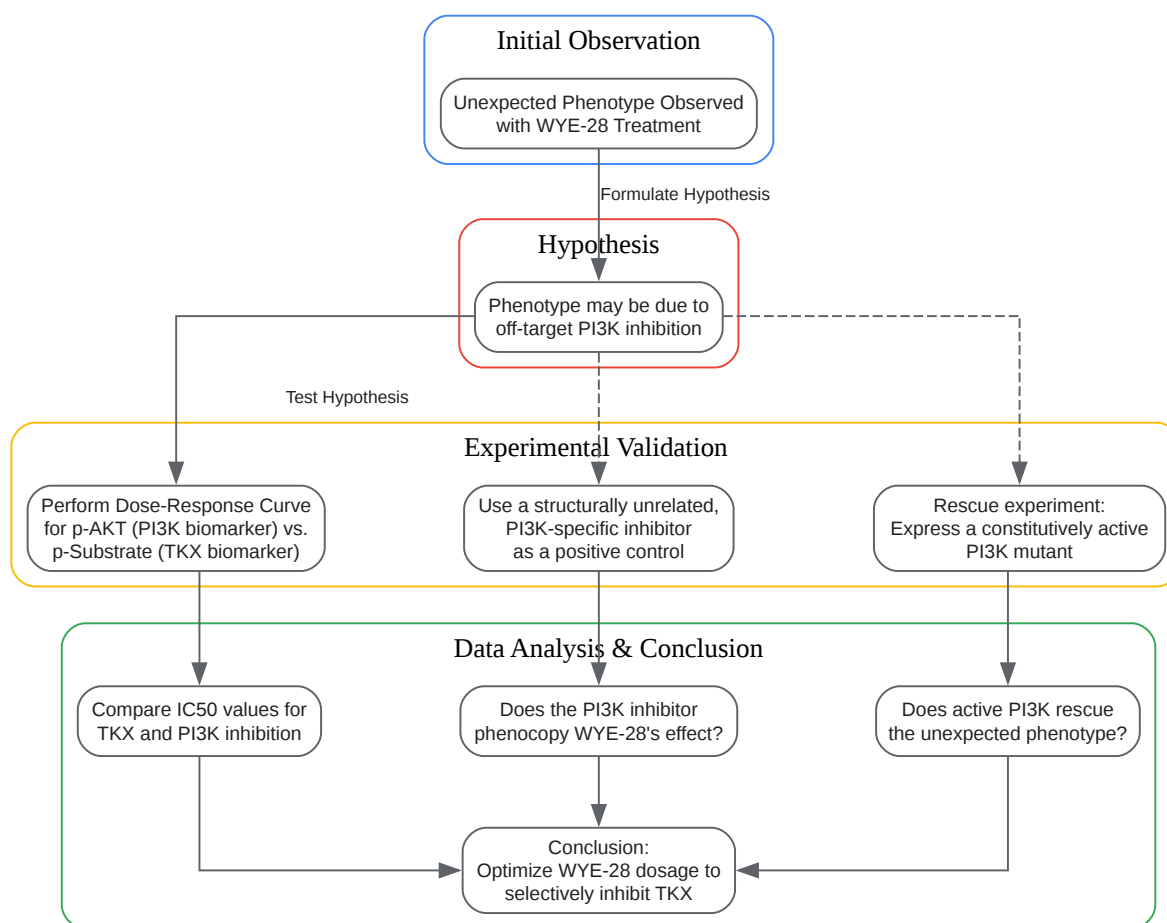 Initial Observation
Unexpected Phenotype Observed
with WYE-28 Treatment
Formulate Hypothesis
Hypothesis
Phenotype may be due to
off-target PI3K inhibition
Test Hypothesis
Experimental Validation
Perform Dose-Response Curve
for p-AKT (PI3K biomarker) vs.
p-Substrate (TKX biomarker)
Use a structurally unrelated,
PI3K-specific inhibitor
as a positive control
Rescue experiment:
Express a constitutively active
PI3K mutant
Data Analysis & Conclusion
Compare IC50 values for
TKX and PI3K inhibition
Does the PI3K inhibitor
phenocopy WYE-28's effect?
Does active PI3K rescue
the unexpected phenotype?
Conclusion:
Optimize WYE-28 dosage to
selectively inhibit TKX